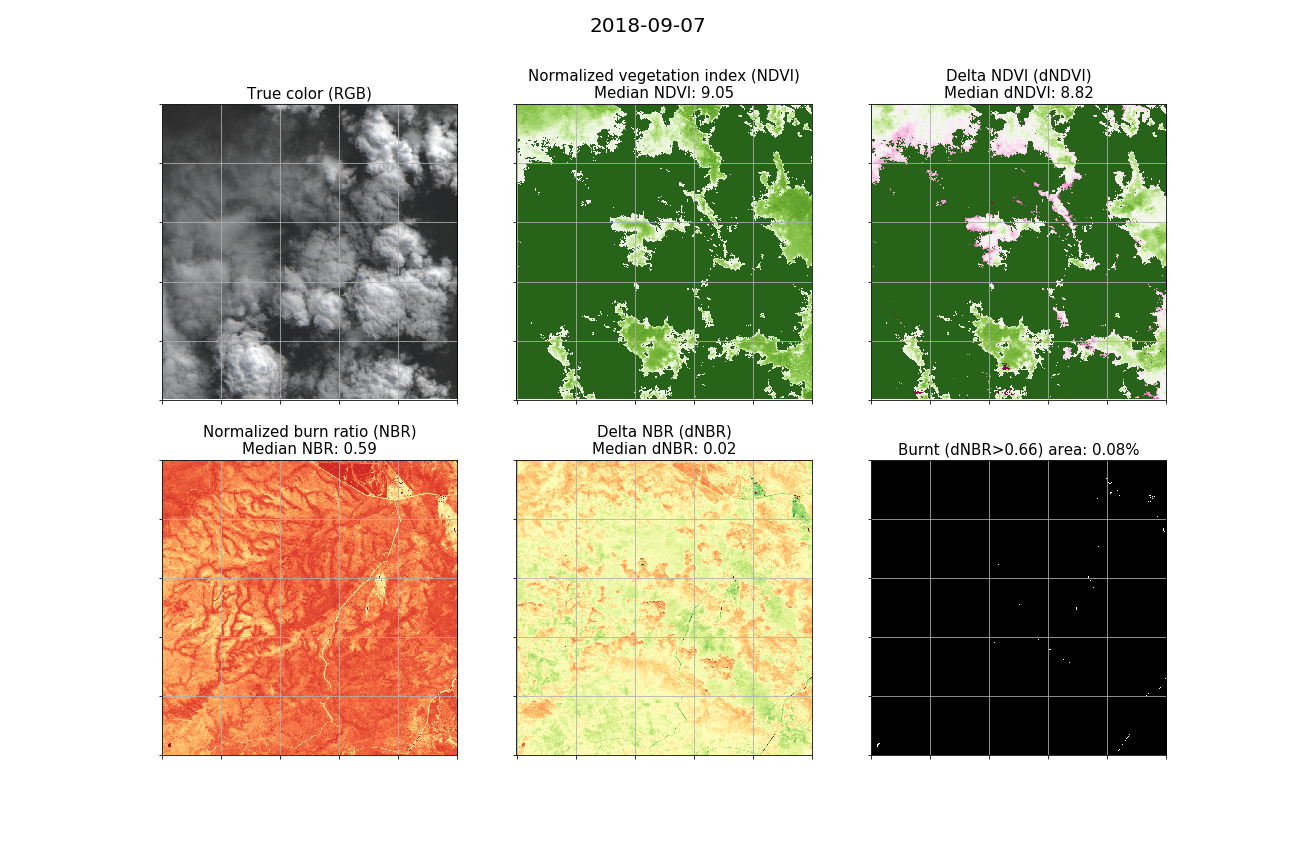 2018-09-07
True color (RGB)
Normalized vegetation index (NDVI)
Median NDVI: 9.05
Delta NDVI (dNDVI)
Median dNDVI: 8.82
Normalized burn ratio (NBR)
Median NBR: 0.59
Delta NBR (dNBR)
Median dNBR: 0.02
Burnt (dNBR>0.66) area: 0.08%